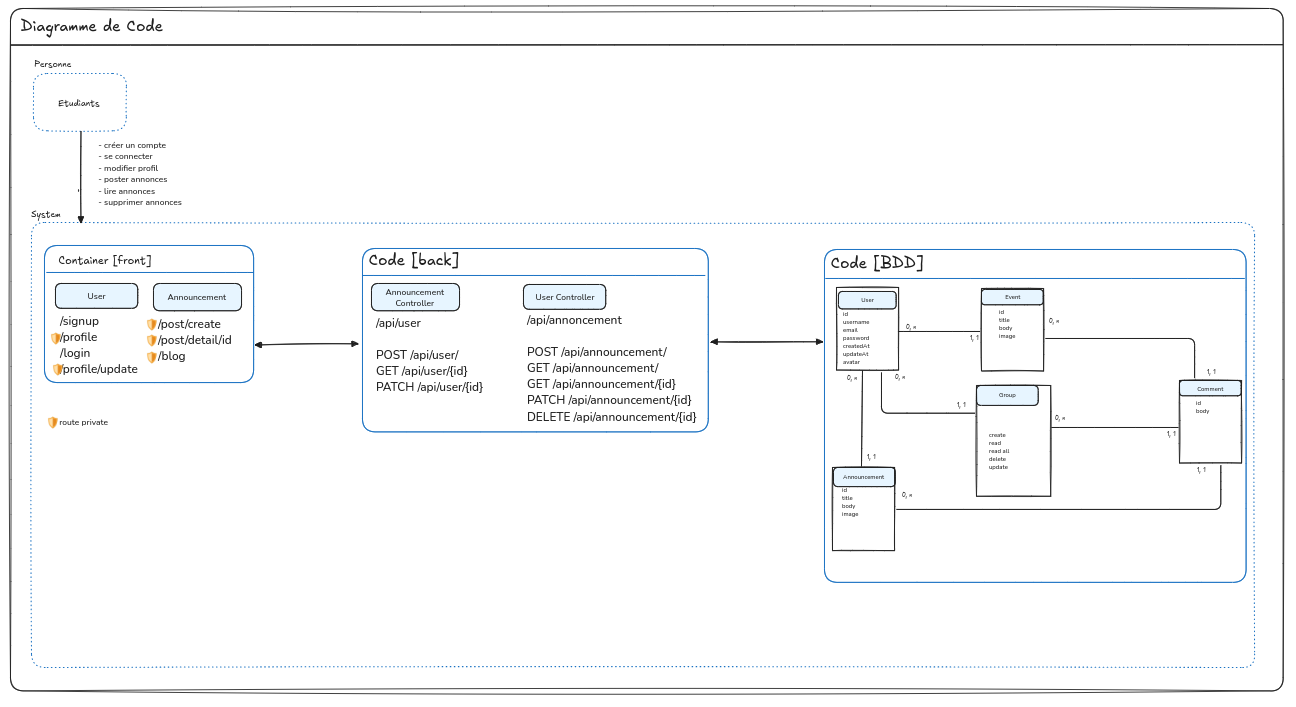 Diagramme de Code
Personne
Etudiants
- créer un compte
- se connecter
- modifier profil
- poster annonces
- lire annonces
- supprimer annonces
System
Container [front]
User
/signup
/profile
/login
/profile/update
Announcement
/post/create
/post/detail/id
/blog
route private
Code [back]
Announcement
Controller
/api/user
POST /api/user/
GET /api/user/{id}
PATCH /api/user/{id}
User Controller
/api/annoncement
POST /api/announcement/
GET /api/announcement/
GET /api/announcement/{id}
PATCH /api/announcement/{id}
DELETE /api/announcement/{id}
Code [BDD]
User
id
username
email
password
createdAt
updateAt
avatar
0, *
1, 1
Event
id
title
body
image
0, *
1, 1
Comment
id
body
0, *
0, *
1, 1
Group
create
read
read all
delete
update
0, *
1, 1
1, 1
1, 1
Announcement
id
title
body
image
0, *